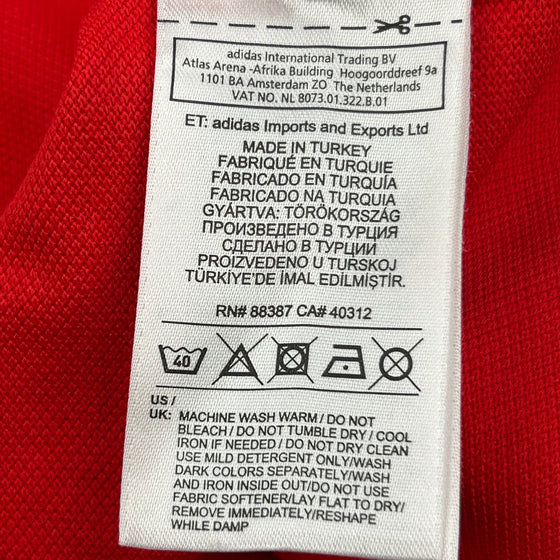 adidas International Trading BV
Atlas Arena -Afrika Building Hoogoorddreef 9a
1101 BA Amsterdam ZO The Netherlands
VAT NO. NL 8073.01.322.B.01
ET: adidas Imports and Exports Ltd
MADE IN TURKEY
FABRIQUÉ EN TURQUIE
FABRICADO EN TURQUÍA
FABRICADO NA TURQUIA
GYÁRTVA: TÖRÖKORSZÁG
ПРОИЗВЕДЕНО В ТУРЦИЯ
СДЕЛАНО В ТУРЦИИ
PROIZVEDENO U TURSKOJ
TÜRKİYE'DE İMAL EDİLMİŞTİR.
RN# 88387 CA# 40312
40
US /
UK: MACHINE WASH WARM / DO NOT
BLEACH / DO NOT TUMBLE DRY / COOL
IRON IF NEEDED / DO NOT DRY CLEAN
USE MILD DETERGENT ONLY/WASH
DARK COLORS SEPARATELY/WASH
AND IRON INSIDE OUT/DO NOT USE
FABRIC SOFTENER/LAY FLAT TO DRY/
REMOVE IMMEDIATELY/RESHAPE
WHILE DAMP